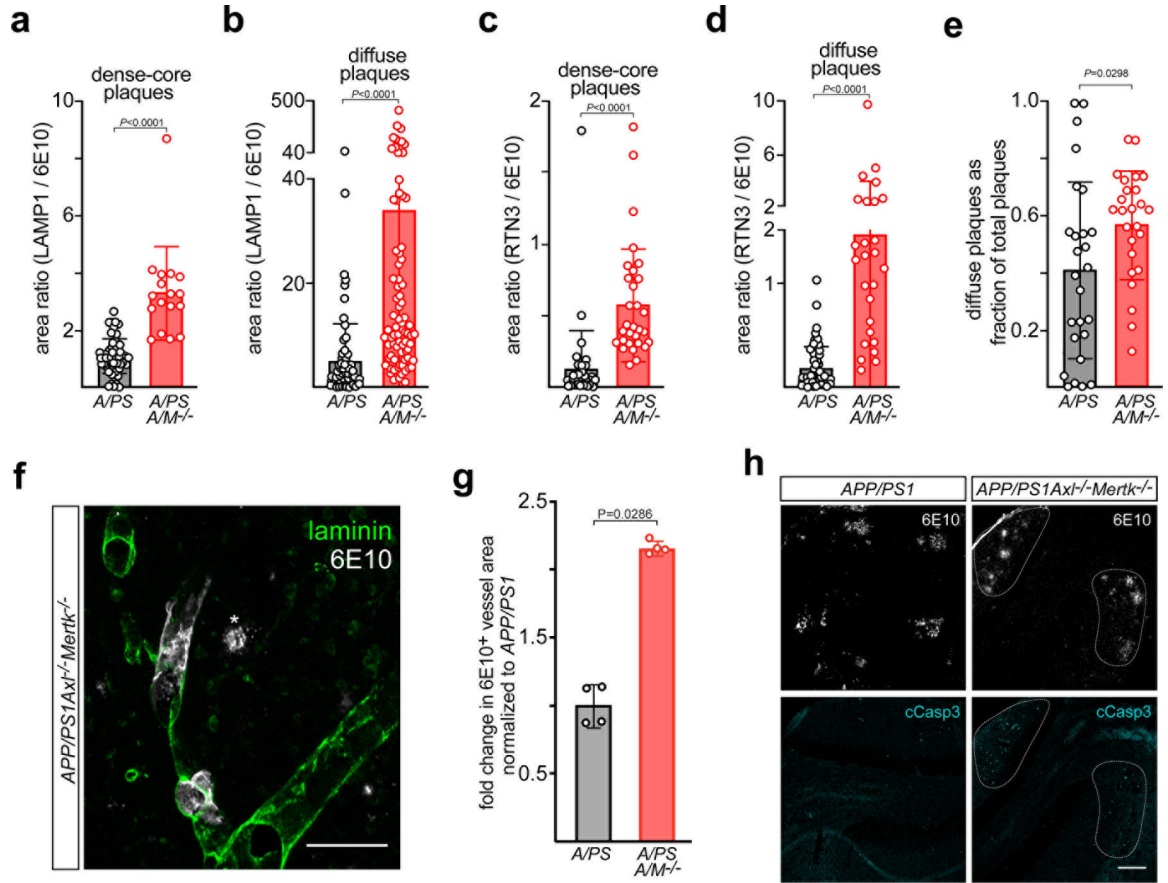 a
dense-core
plaques
P<0.0001
area ratio (LAMP1 / 6E10)
10
6
2
A/PS
A/PS
A/M-/-
b
diffuse
plaques
P<0.0001
area ratio (LAMP1 / 6E10)
500
40
40
20
A/PS
A/PS
A/M-/-
c
dense-core
plaques
P<0.0001
area ratio (RTN3 / 6E10)
2
1
A/PS
A/PS
A/M-/-
d
diffuse
plaques
P<0.0001
area ratio (RTN3 / 6E10)
10
6
2
2
1
A/PS
A/PS
A/M-/-
e
P=0.0298
diffuse plaques as
fraction of total plaques
1.0
0.6
0.2
A/PS
A/PS
A/M-/-
f
APP/PS1Axl-/-Mertk-/-
laminin
6E10
*
g
P=0.0286
fold change in 6E10+ vessel area
normalized to APP/PS1
2.5
1.5
1.0
0.5
A/PS
A/PS
A/M-/-
h
APP/PS1
APP/PS1Axl-/-Mertk-/-
6E10
6E10
cCasp3
cCasp3